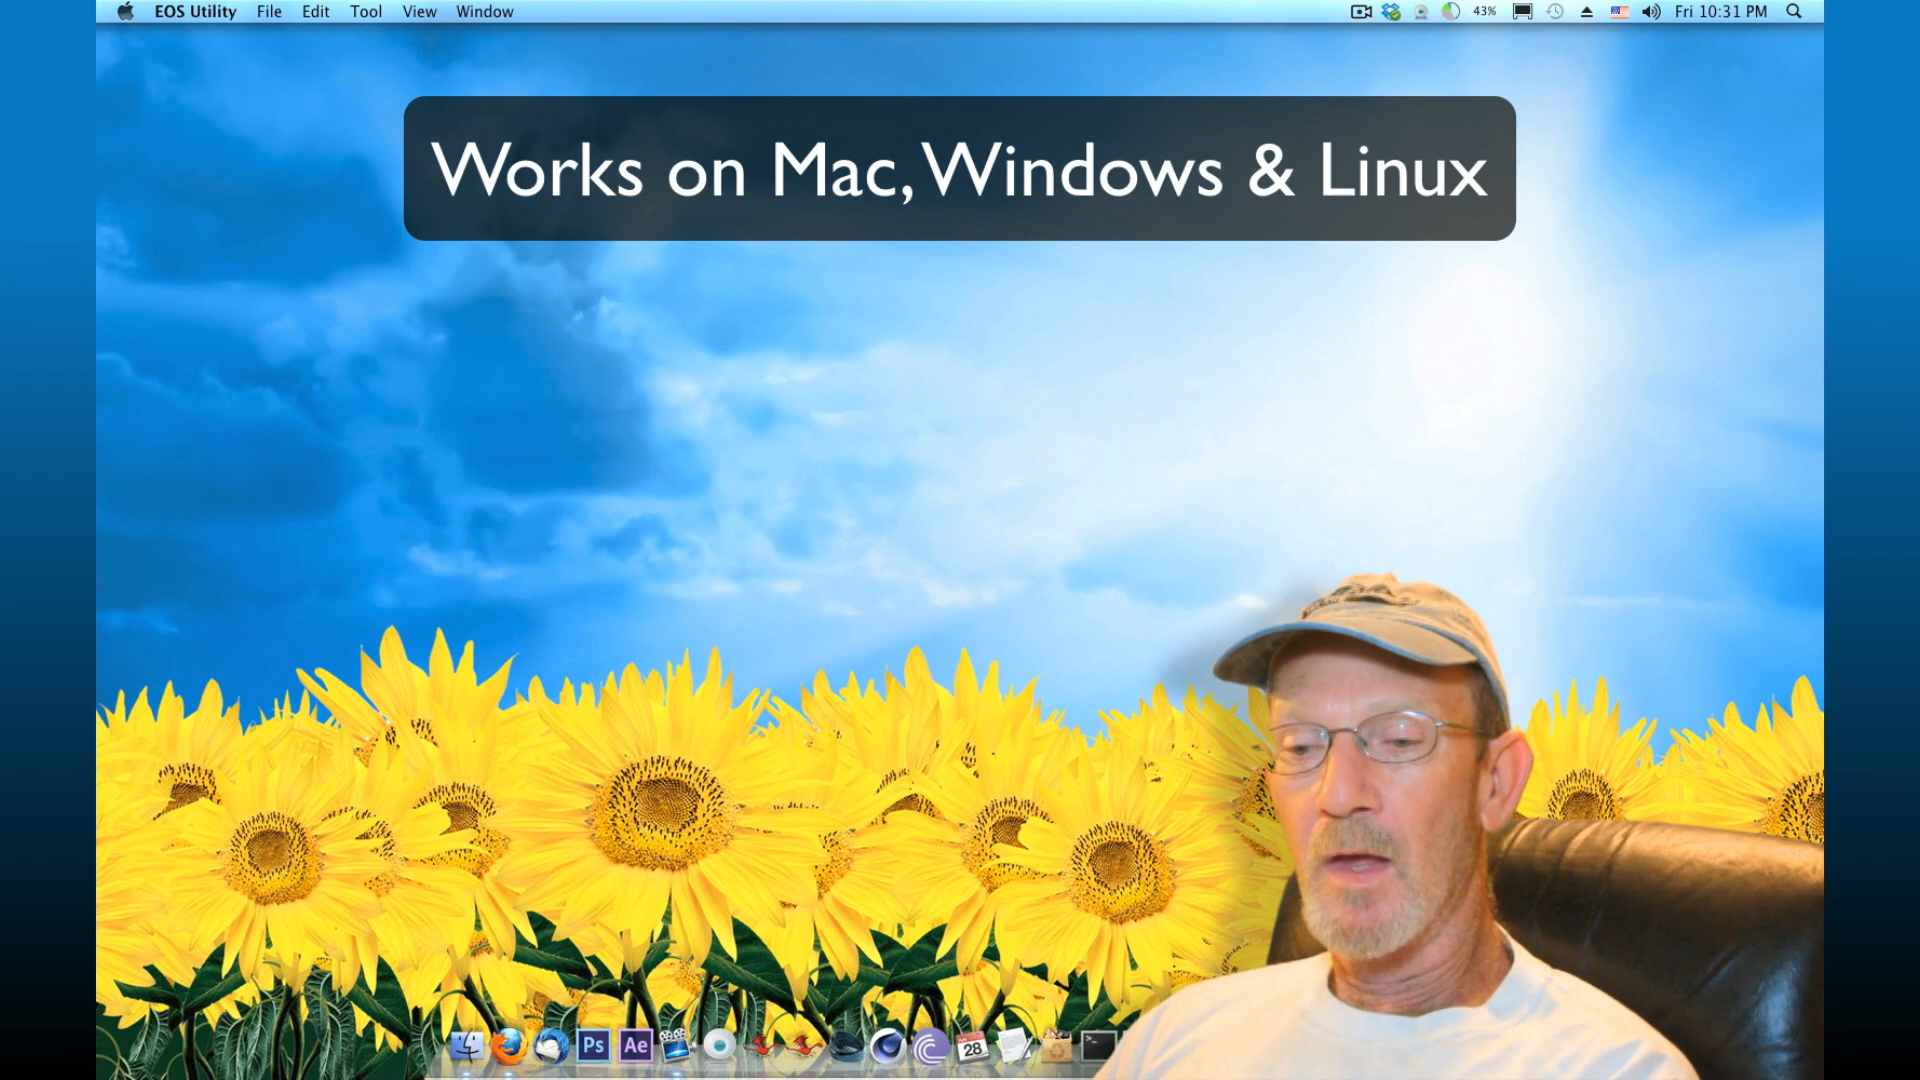 EOS Utility File Edit Tool View Window 43% Fri 10:31 PM
Works on Mac, Windows & Linux
Ps Ae 28